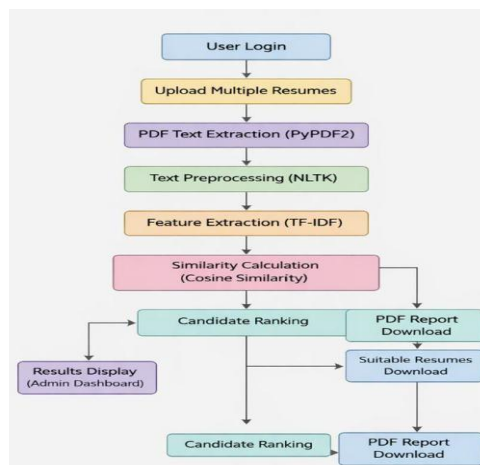 User Login
Upload Multiple Resumes
PDF Text Extraction (PyPDF2)
Text Preprocessing (NLTK)
Feature Extraction (TF-IDF)
Similarity Calculation
(Cosine Similarity)
Candidate Ranking
PDF Report
Download
Results Display
(Admin Dashboard)
Suitable Resumes
Download
Candidate Ranking
PDF Report
Download